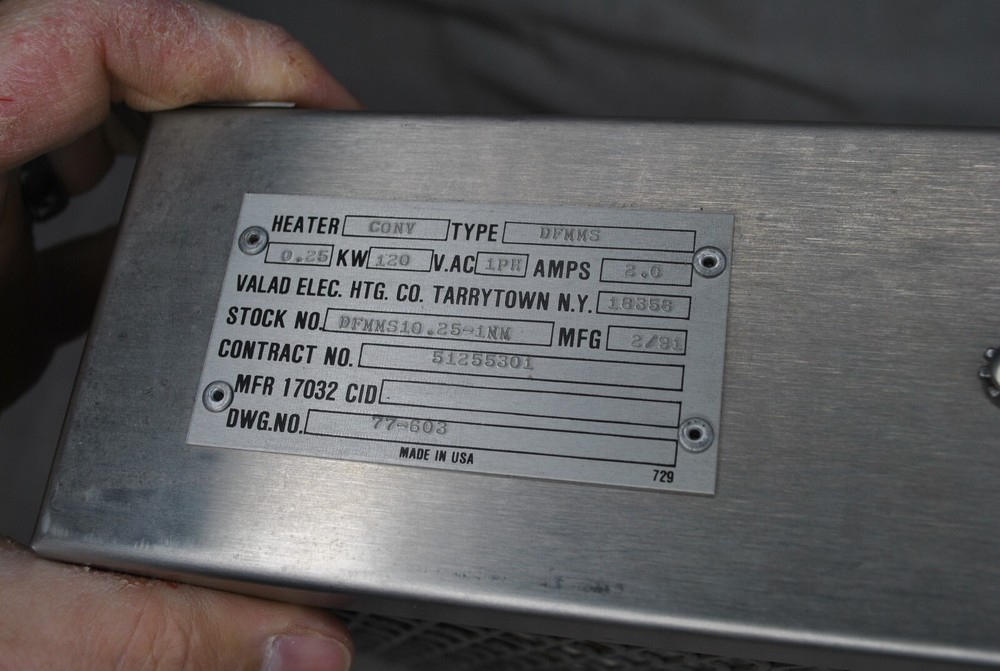 HEATER CONV TYPE DFMMS
0.25 KW 120 V.AC 1PH AMPS 2.0
VALAD ELEC. HTG. CO. TARRYTOWN N.Y. 18356
STOCK NO. DFMMS10.25-1NM MFG 2/91
CONTRACT NO. 51255301
MFR 17032 CID
DWG.NO. 77-603
MADE IN USA
729